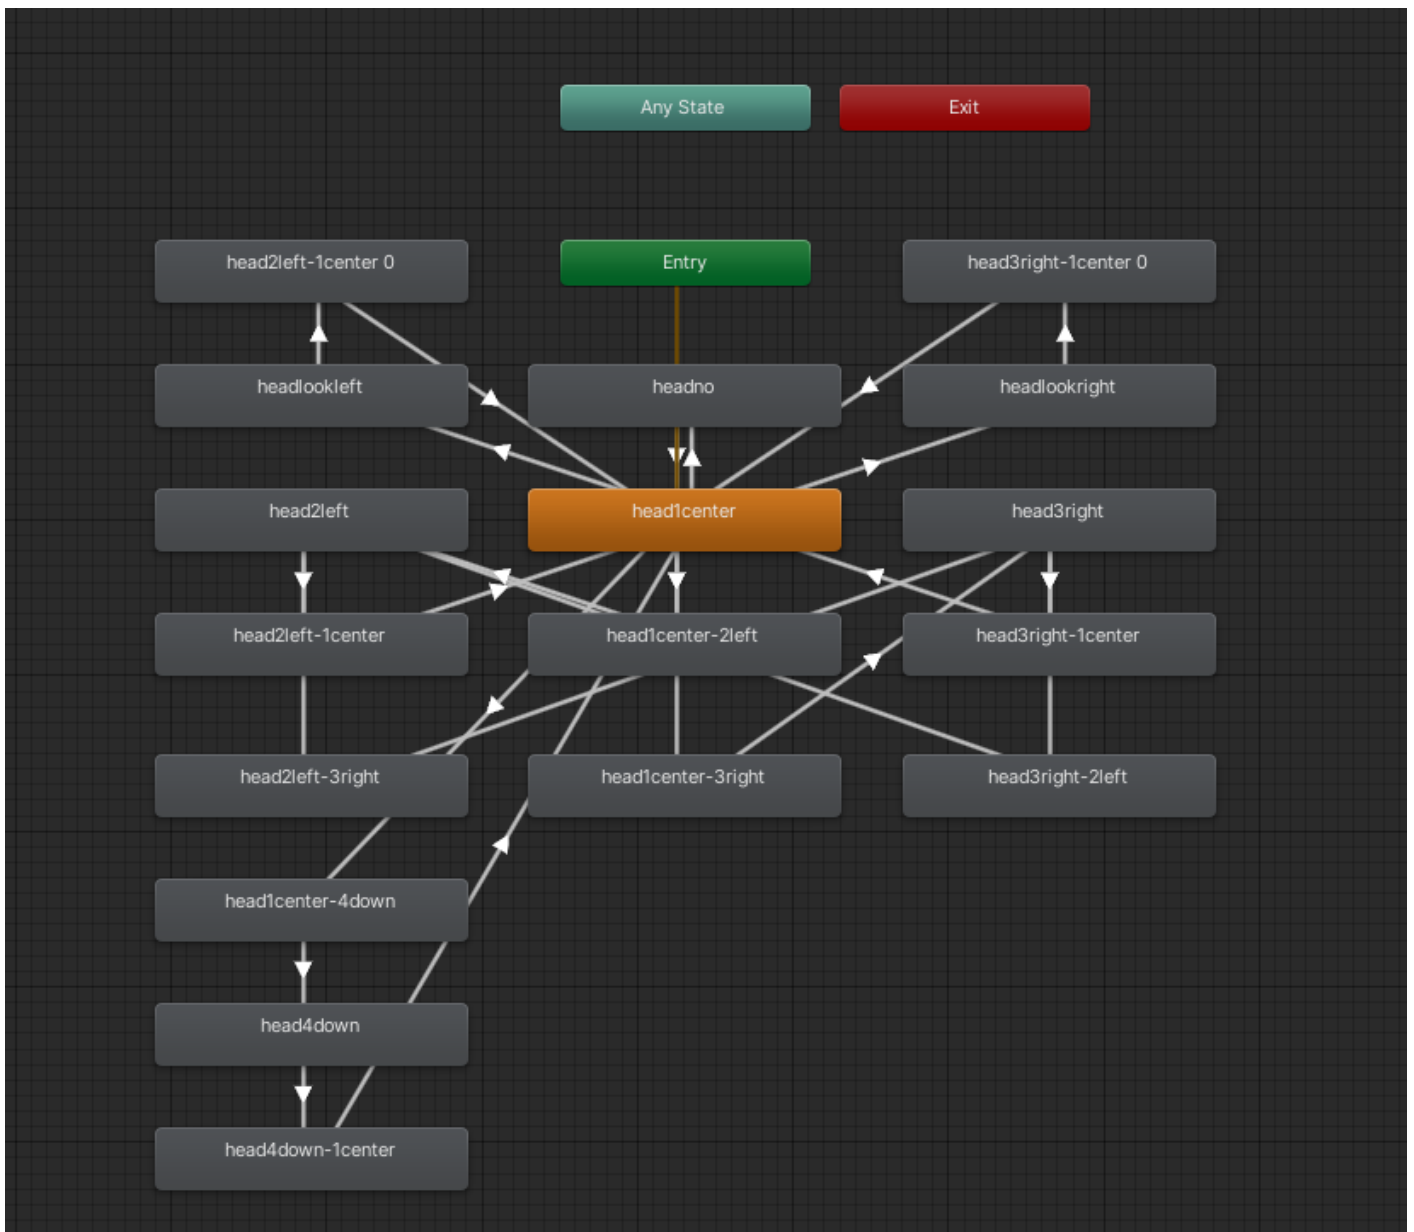 Any State
Exit
head2left-1center 0
Entry
head3right-1center 0
headlookleft
headno
headlookright
head2left
head1center
head3right
head2left-1center
head1center-2left
head3right-1center
head2left-3right
head1center-3right
head3right-2left
head1center-4down
head4down
head4down-1center